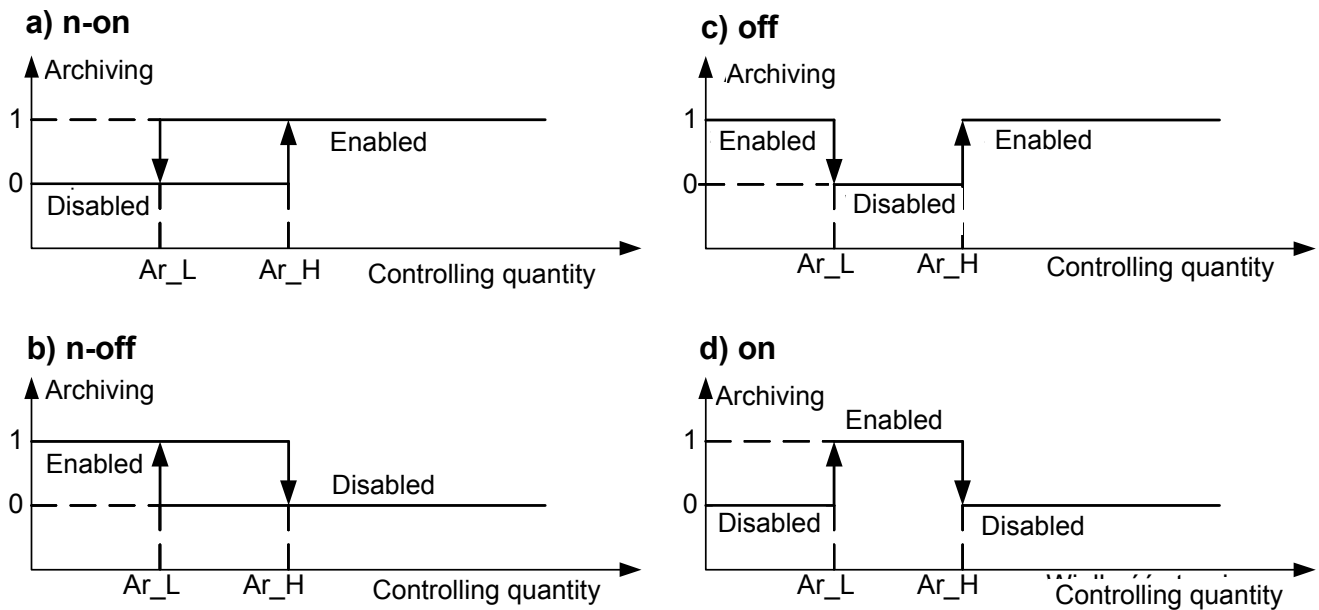 a) n-on
Archiving
1
Enabled
0
Disabled
Ar_L
Ar_H
Controlling quantity
c) off
Archiving
1
Enabled
Enabled
0
Disabled
Ar_L
Ar_H
Controlling quantity
b) n-off
Archiving
1
Enabled
Disabled
0
Ar_L
Ar_H
Controlling quantity
d) on
Archiving
Enabled
1
0
Disabled
Disabled
Ar_L
Ar_H
Controlling quantity